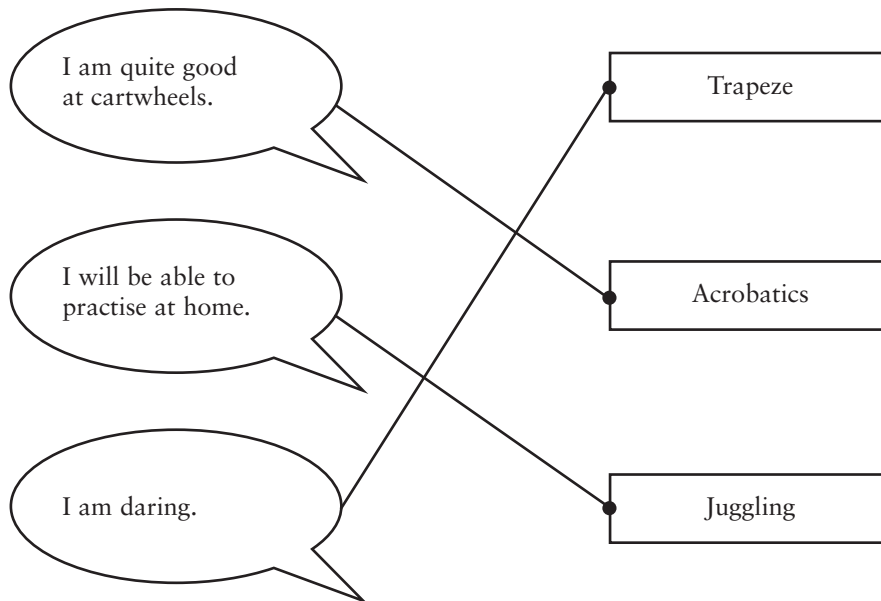 I am quite good
at cartwheels.
Trapeze
I will be able to
practise at home.
Acrobatics
I am daring.
Juggling